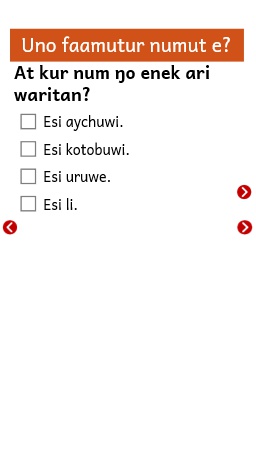 Uno faamutur numut e?
At kur num ŋo enek ari
waritan?
Esi aychuwi.
Esi kotobuwi.
Esi uruwe.
Esi li.